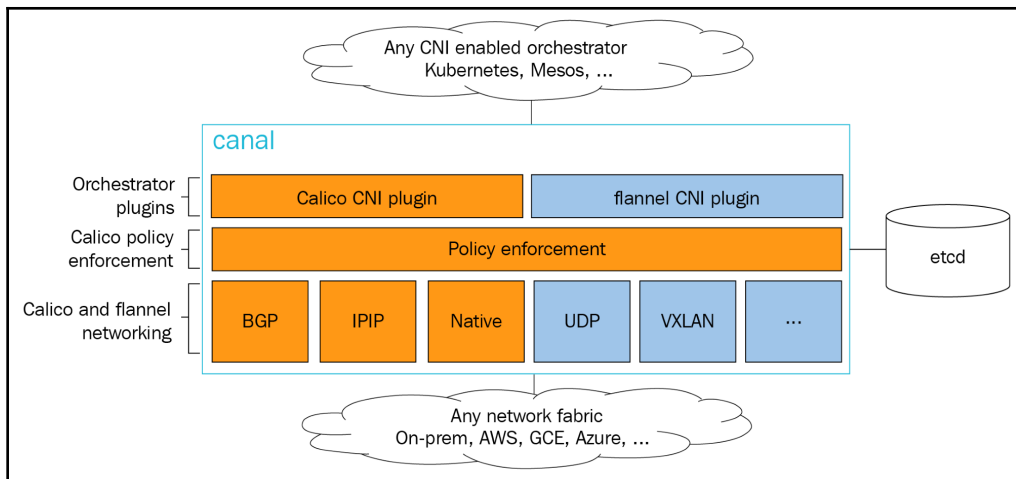 Any CNI enabled orchestrator
Kubernetes, Mesos, ...
canal
Orchestrator
plugins
Calico CNI plugin
flannel CNI plugin
Calico policy
enforcement
Policy enforcement
etcd
Calico and flannel
networking
BGP
IPIP
Native
UDP
VXLAN
...
Any network fabric
On-prem, AWS, GCE, Azure, ...